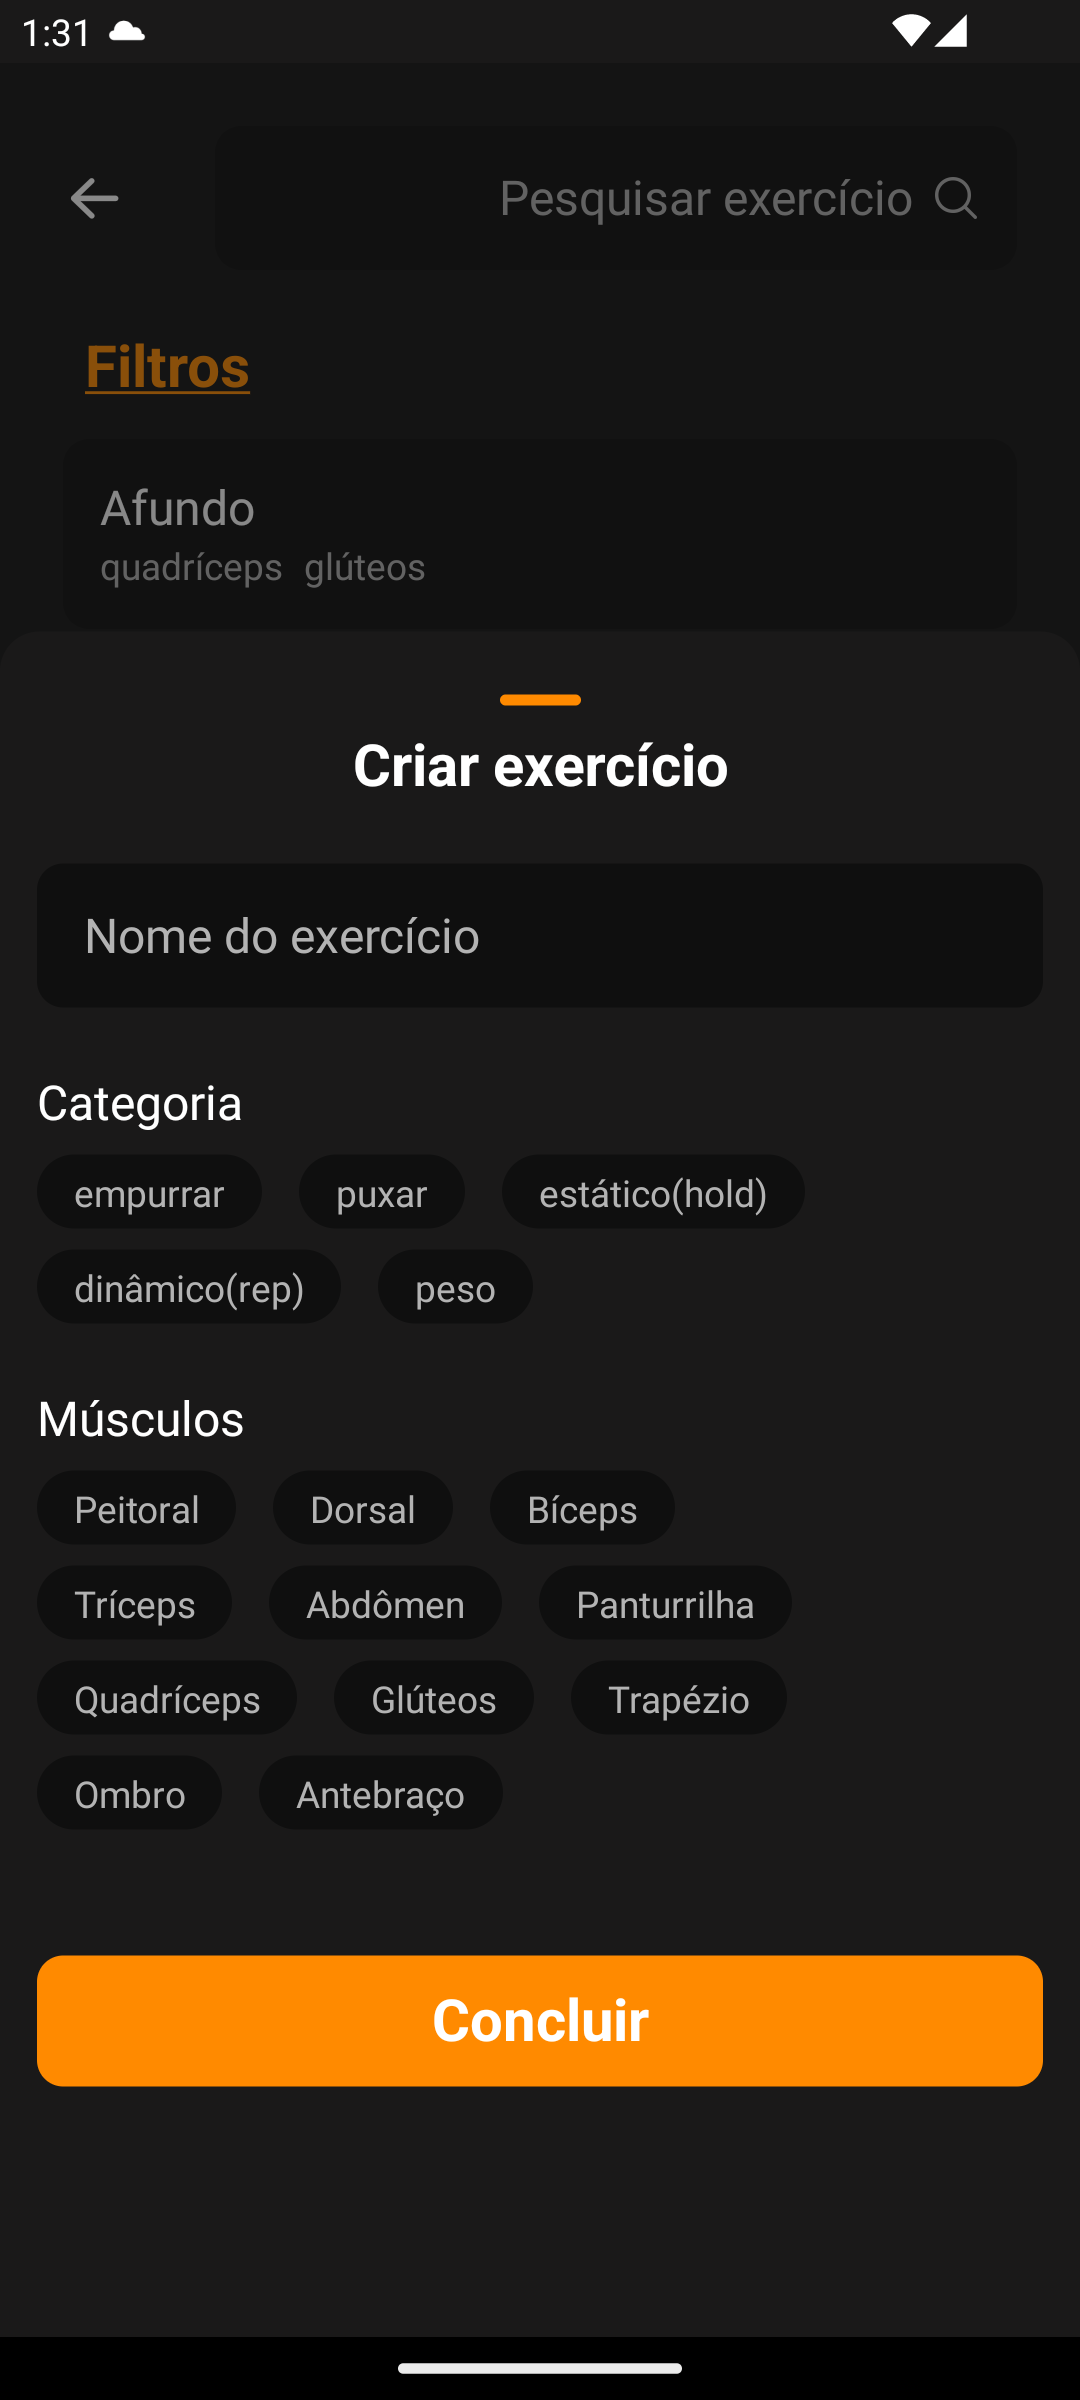 1:31
Pesquisar exercício
Filtros
Afundo
quadríceps glúteos
Criar exercício
Nome do exercício
Categoria
empurrar puxar estático(hold)
dinâmico(rep) peso
Músculos
Peitoral Dorsal Bíceps
Tríceps Abdômen Panturrilha
Quadríceps Glúteos Trapézio
Ombro Antebraço
Concluir